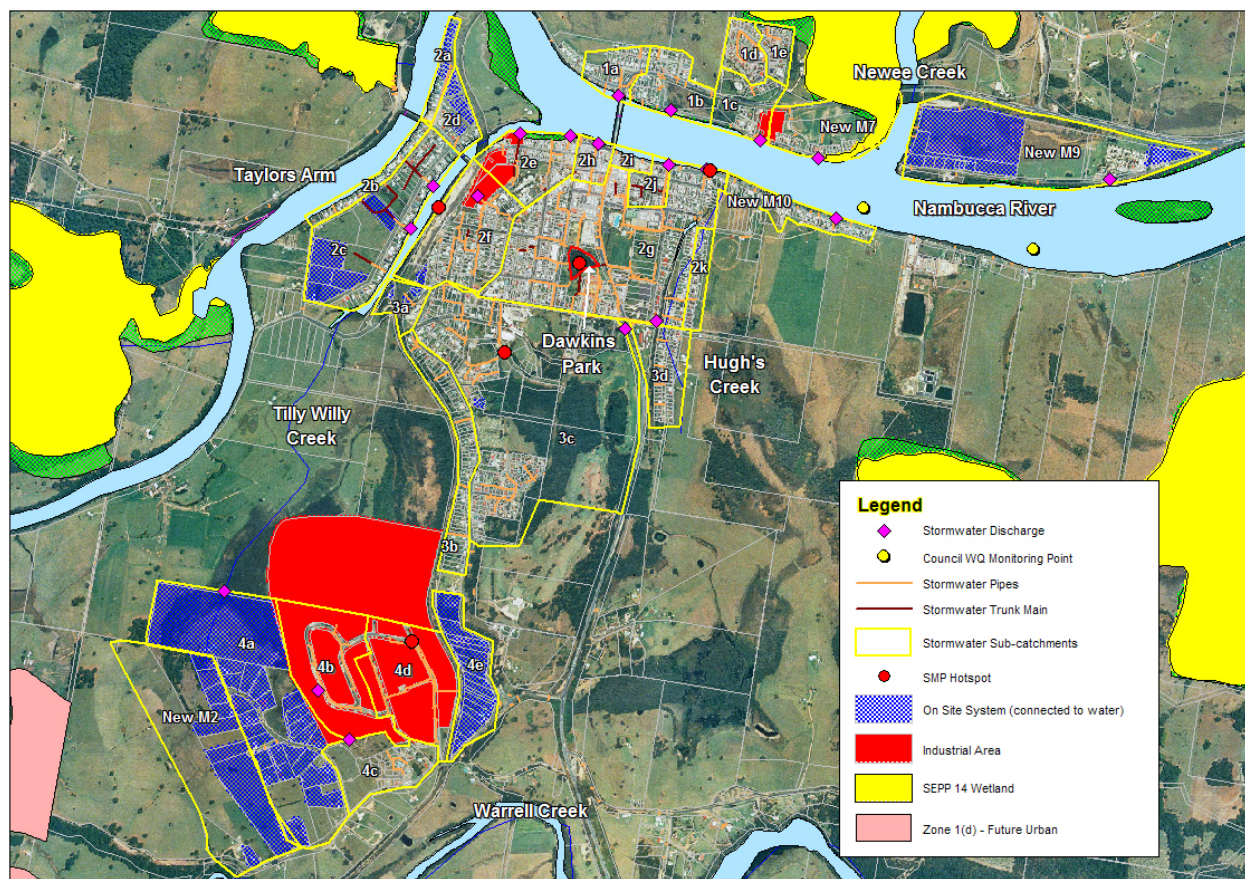 2a
1a
1d
1e
1b
1c
Newee Creek
2d
New M7
New M9
Taylors Arm
2b
2e
2h
2i
2j
New M10
Nambucca River
2c
2f
2g
2k
3a
Dawkins
Park
Hugh's
Creek
3d
Tilly Willy
Creek
3c
3b
4a
4b
4d
4e
New M2
4c
Warrell Creek
Legend
Stormwater Discharge
Council WQ Monitoring Point
Stormwater Pipes
Stormwater Trunk Main
Stormwater Sub-catchments
SMP Hotspot
On Site System (connected to water)
Industrial Area
SEPP 14 Wetland
Zone 1(d) - Future Urban